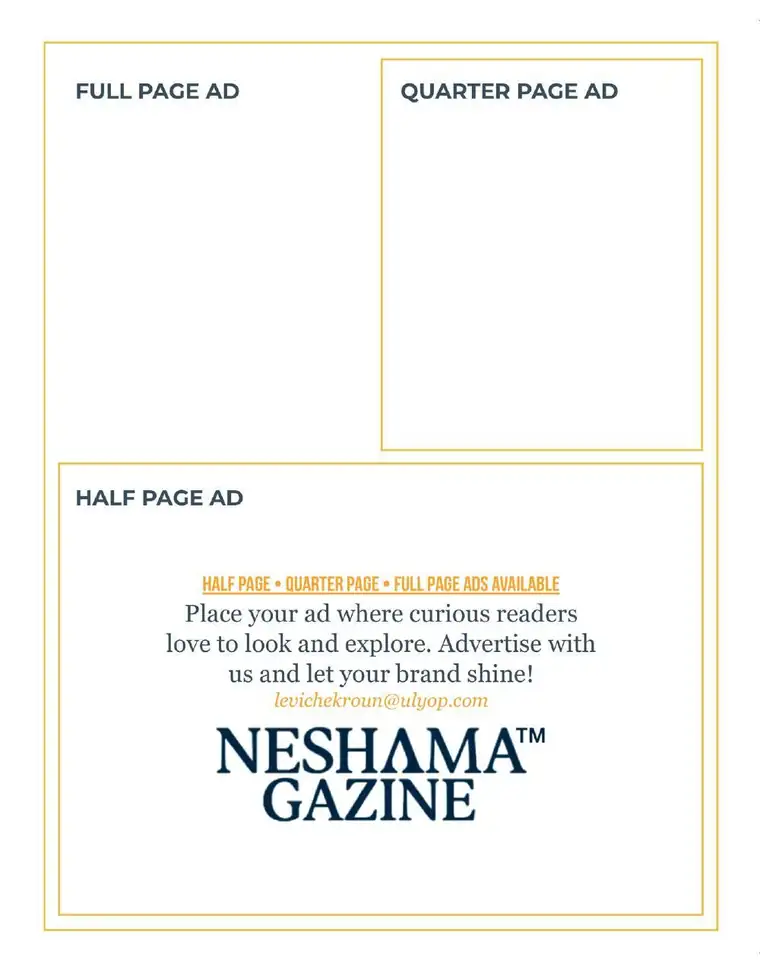 FULL PAGE AD
QUARTER PAGE AD
HALF PAGE AD
HALF PAGE • QUARTER PAGE • FULL PAGE ADS AVAILABLE
Place your ad where curious readers
love to look and explore. Advertise with
us and let your brand shine!
levichekroun@ulyop.com
NESHAMA™
GAZINE